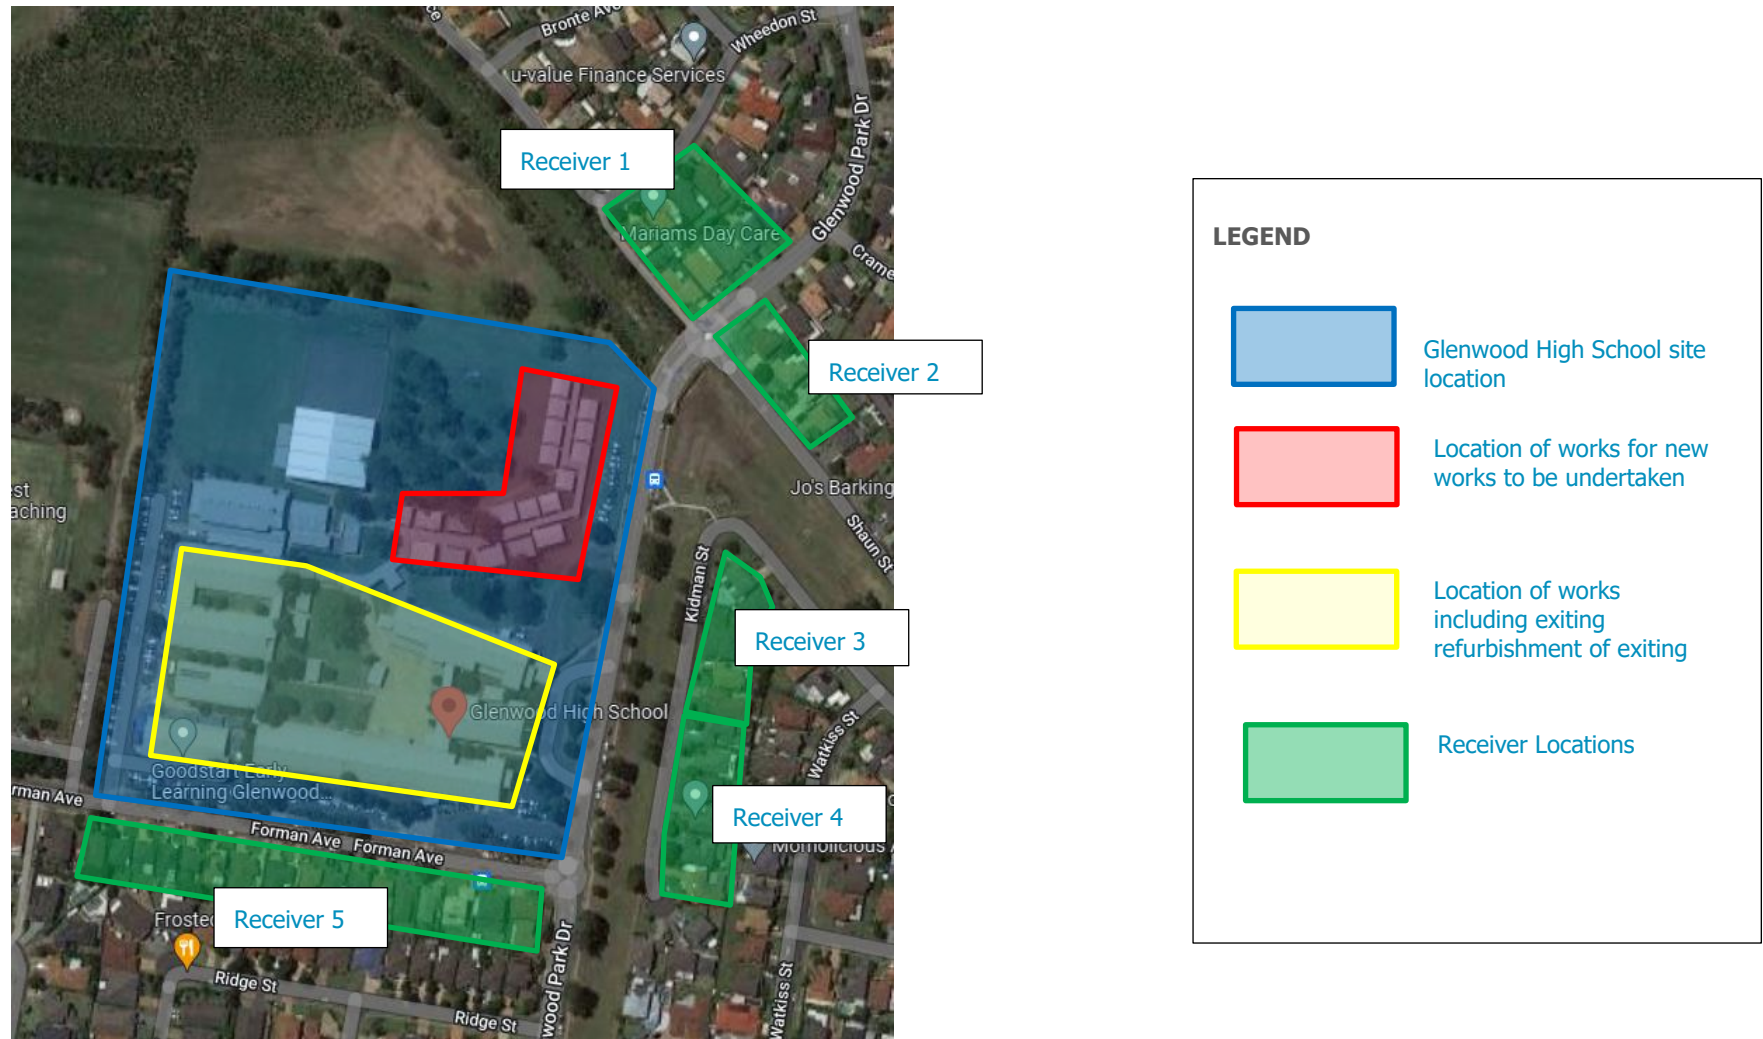 Bronte Ave
Wheedon St
u-value Finance Services
Receiver 1
Glenwood Park Dr
Mariams Day Care
Receiver 2
Jo's Barking
Shaun St
Kidman St
Receiver 3
Glenwood High School
Watkiss St
Goodstart Early
Learning Glenwood...
Receiver 4
Momolicious
rman Ave
Forman Ave
Forman Ave
Receiver 5
Ridge St
Ridge St
wood Park Dr
Watkiss St
LEGEND
Glenwood High School site
location
Location of works for new
works to be undertaken
Location of works
including exiting
refurbishment of exiting
Receiver Locations